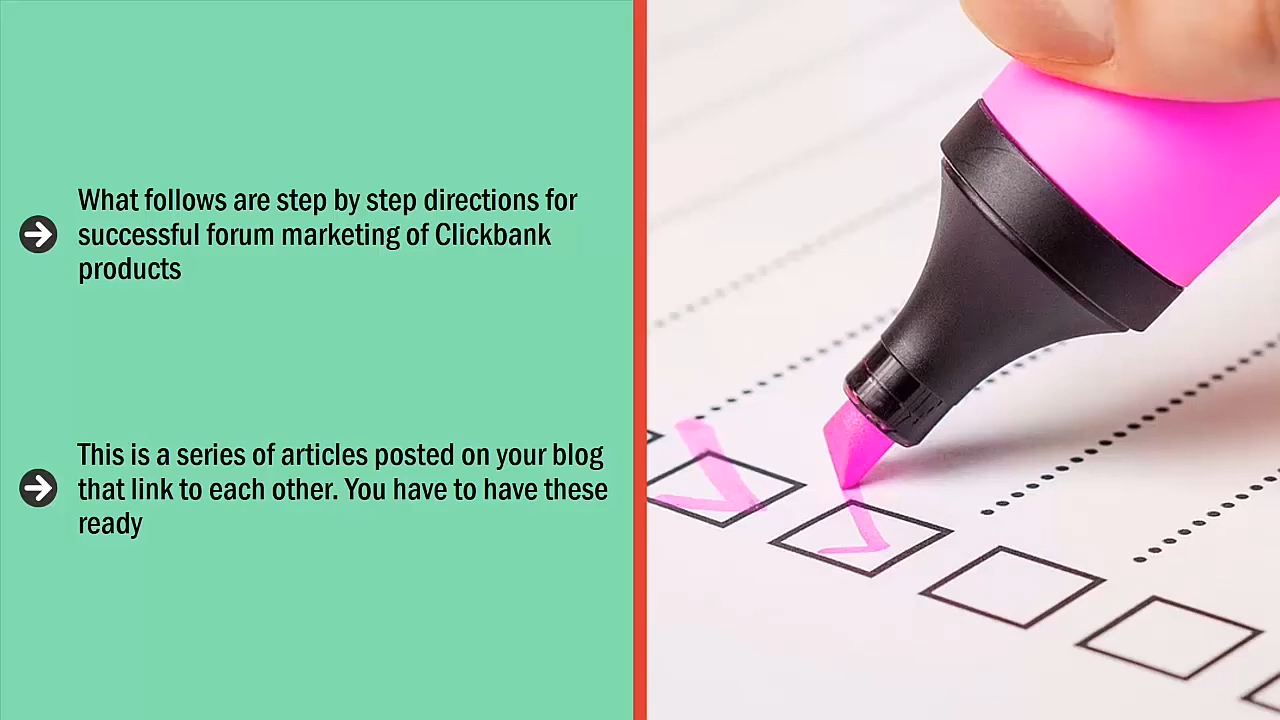 What follows are step by step directions for
successful forum marketing of Clickbank
products
This is a series of articles posted on your blog
that link to each other. You have to have these
ready